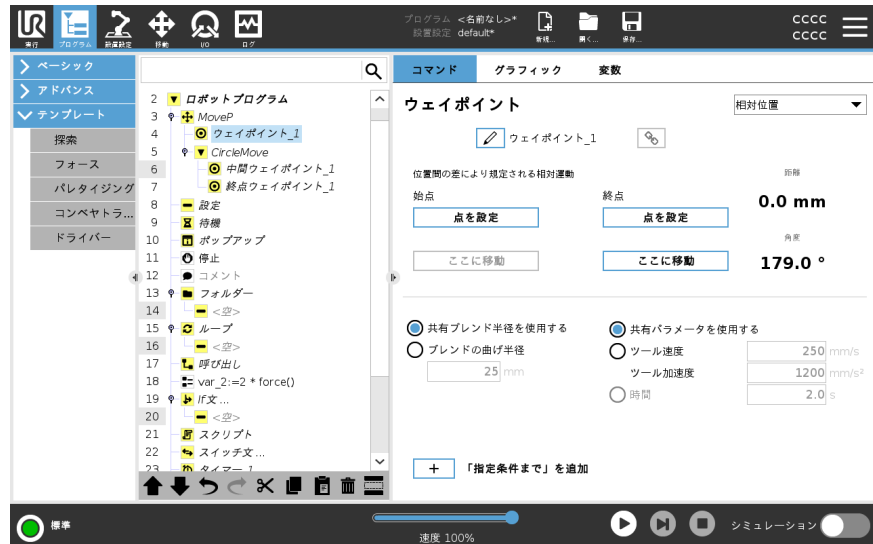 UR
実行
プログラム
設置設定
移動
I/O
ログ
プログラム <名前なし>*
設置設定 default*
新規...
開く...
保存...
CCCC
CCCC
ベーシック
アドバンス
テンプレート
探索
フォース
パレタイジング
コンベヤトラ...
ドライバー
2 ロボットプログラム
3 MoveP
4 ウェイポイント_1
5 CircleMove
6 中間ウェイポイント_1
7 終点ウェイポイント_1
8 設定
9 待機
10 ポップアップ
11 停止
12 コメント
13 フォルダー
14 <空>
15 ループ
16 <空>
17 呼び出し
18 var_2:=2 * force()
19 If文 ...
20 <空>
21 スクリプト
22 スイッチ文 ...
23 タイマー_1
コマンド グラフィック 変数
ウェイポイント
相対位置
ウェイポイント_1
位置間の差により規定される相対運動
始点
点を設定
ここに移動
終点
点を設定
ここに移動
距離
0.0 mm
角度
179.0 °
共有ブレンド半径を使用する
ブレンドの曲げ半径
25 mm
共有パラメータを使用する
ツール速度 250 mm/s
ツール加速度 1200 mm/s²
時間 2.0 s
+ 「指定条件まで」を追加
標準
速度 100%
シミュレーション